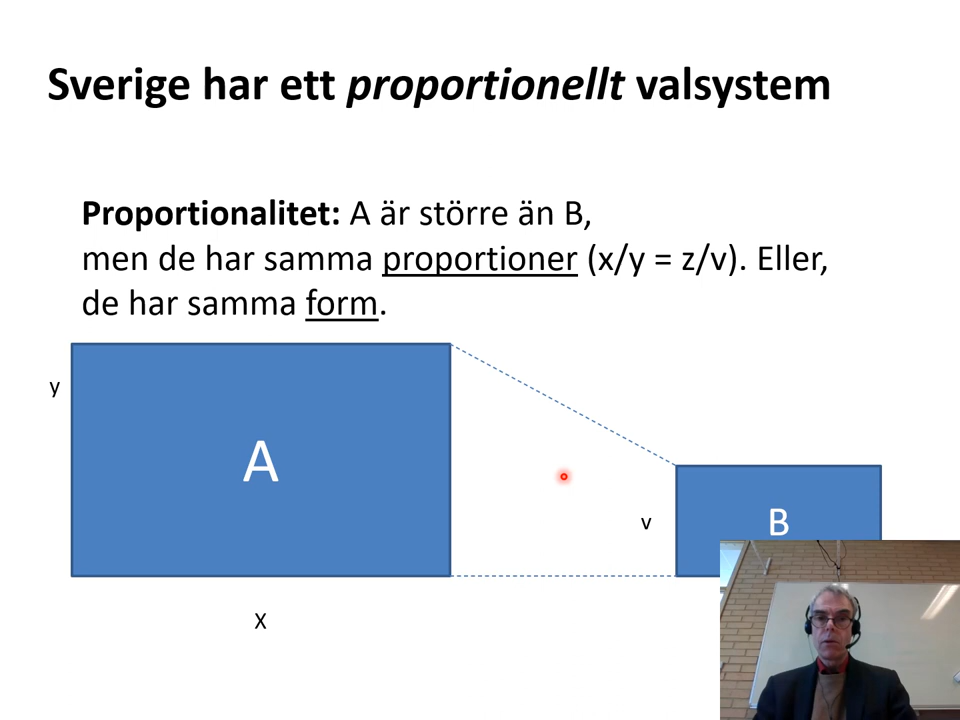 Sverige har ett proportionellt valsystem
Proportionalitet: A är större än B,
men de har samma proportioner (x/y = z/v). Eller,
de har samma form.
y
A
v
B
X